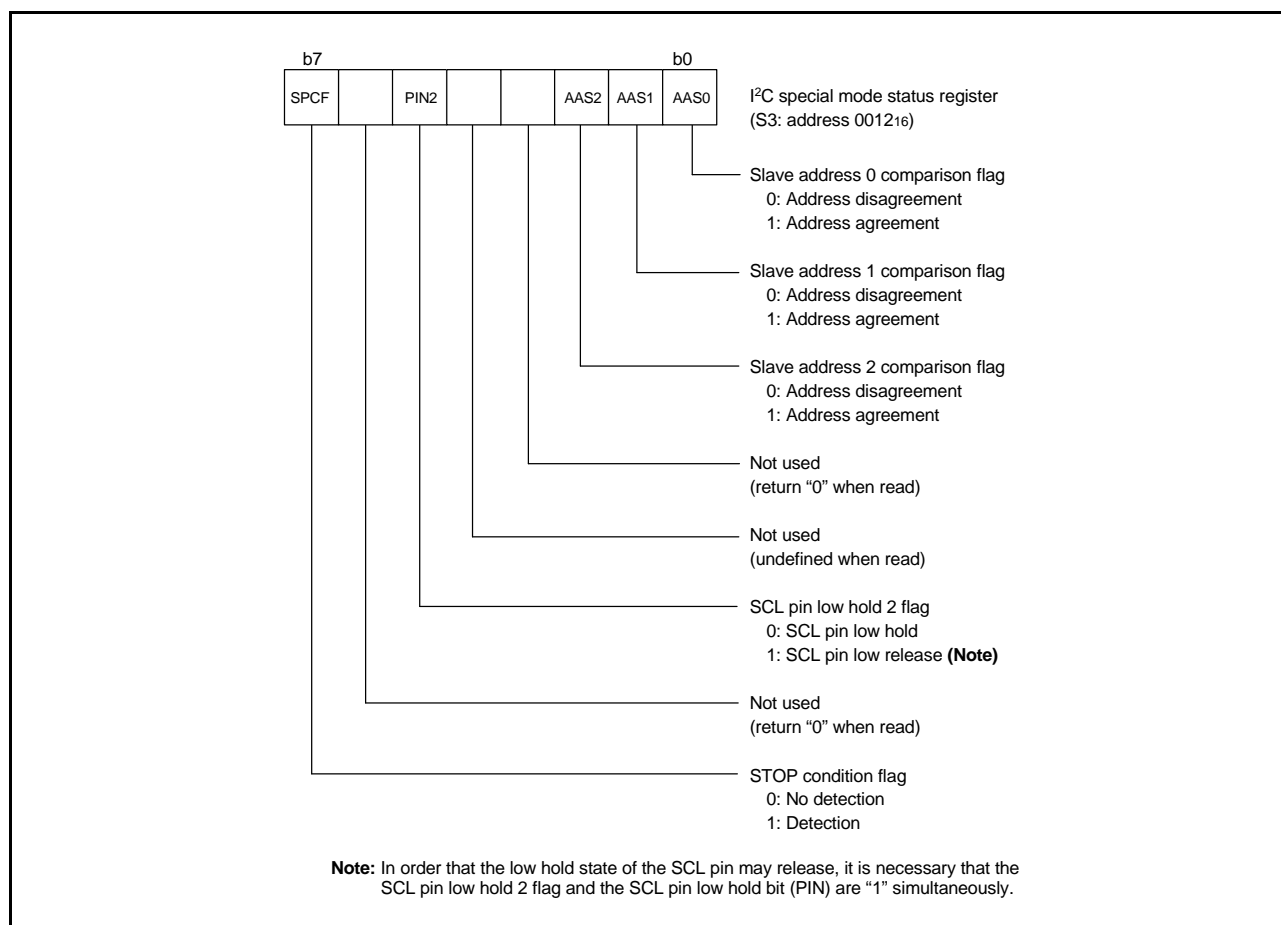 b7 b0
SPCF PIN2 AAS2 AAS1 AAS0
I²C special mode status register
(S3: address 0012₁₆)
Slave address 0 comparison flag
0: Address disagreement
1: Address agreement
Slave address 1 comparison flag
0: Address disagreement
1: Address agreement
Slave address 2 comparison flag
0: Address disagreement
1: Address agreement
Not used
(return “0” when read)
Not used
(undefined when read)
SCL pin low hold 2 flag
0: SCL pin low hold
1: SCL pin low release (Note)
Not used
(return “0” when read)
STOP condition flag
0: No detection
1: Detection
Note: In order that the low hold state of the SCL pin may release, it is necessary that the
SCL pin low hold 2 flag and the SCL pin low hold bit (PIN) are “1” simultaneously.